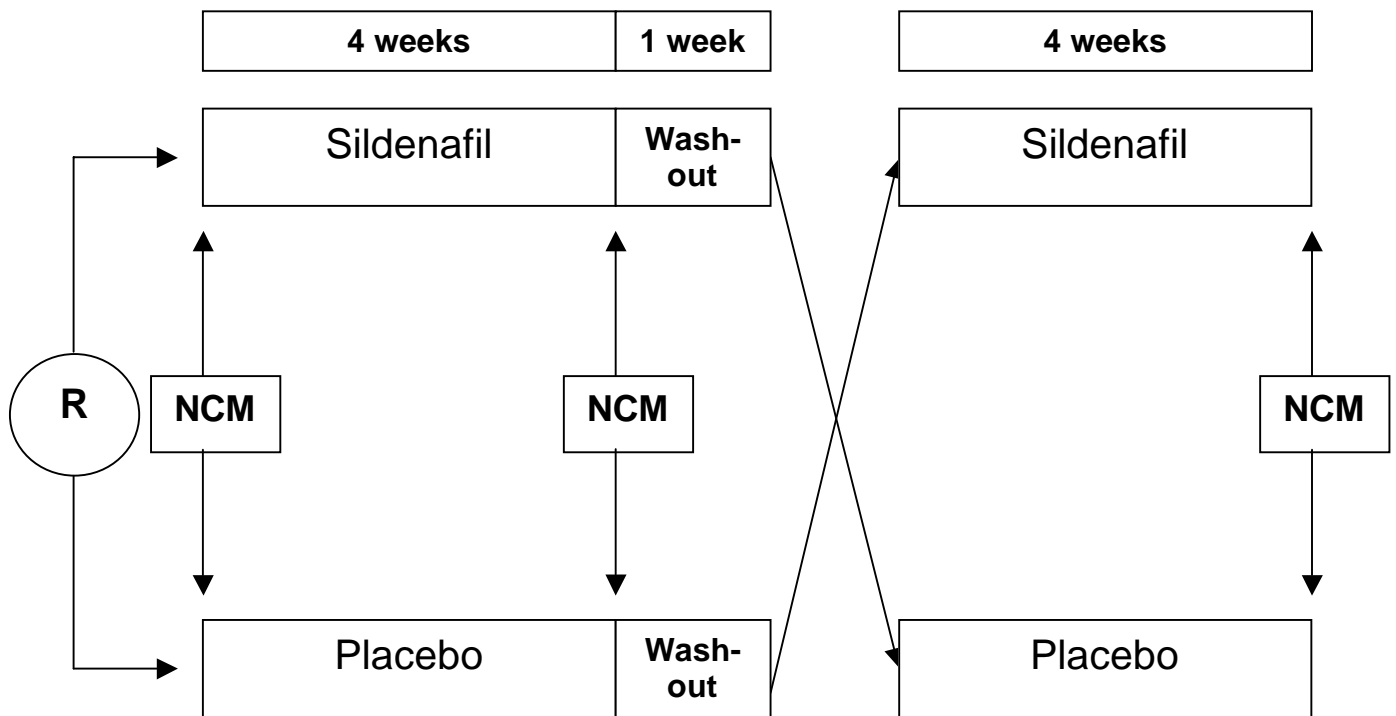 4 weeks 1 week 4 weeks
Sildenafil Wash- Sildenafil
out
R NCM NCM NCM
Placebo Wash- Placebo
out